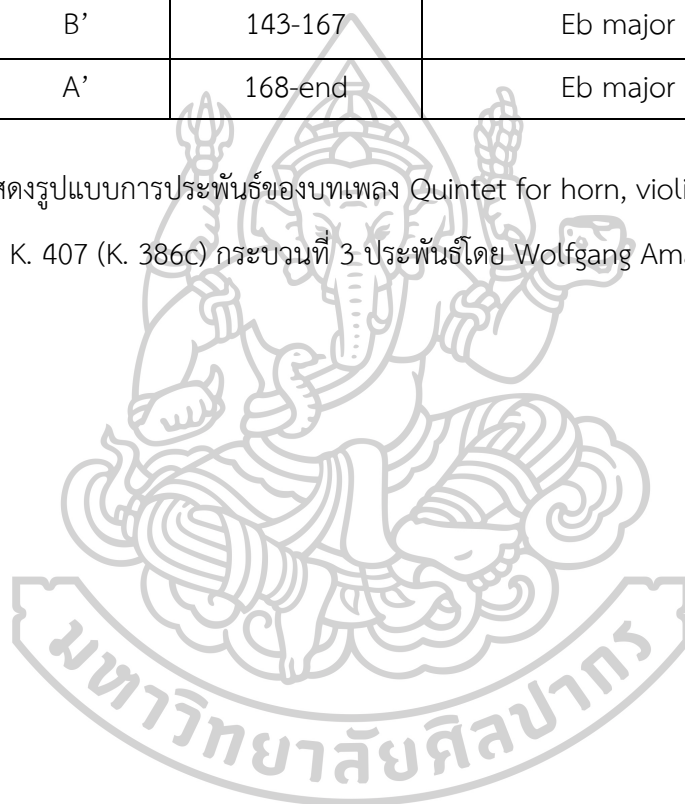 B’ 143-167 Eb major
A’ 168-end Eb major
สดงรูปแบบการประพันธ์ของบทเพลง Quintet for horn, violi
K. 407 (K. 386c) กระบวนที่ 3 ประพันธ์โดย Wolfgang Ama
มหาวิทยาลัยศิลปากร